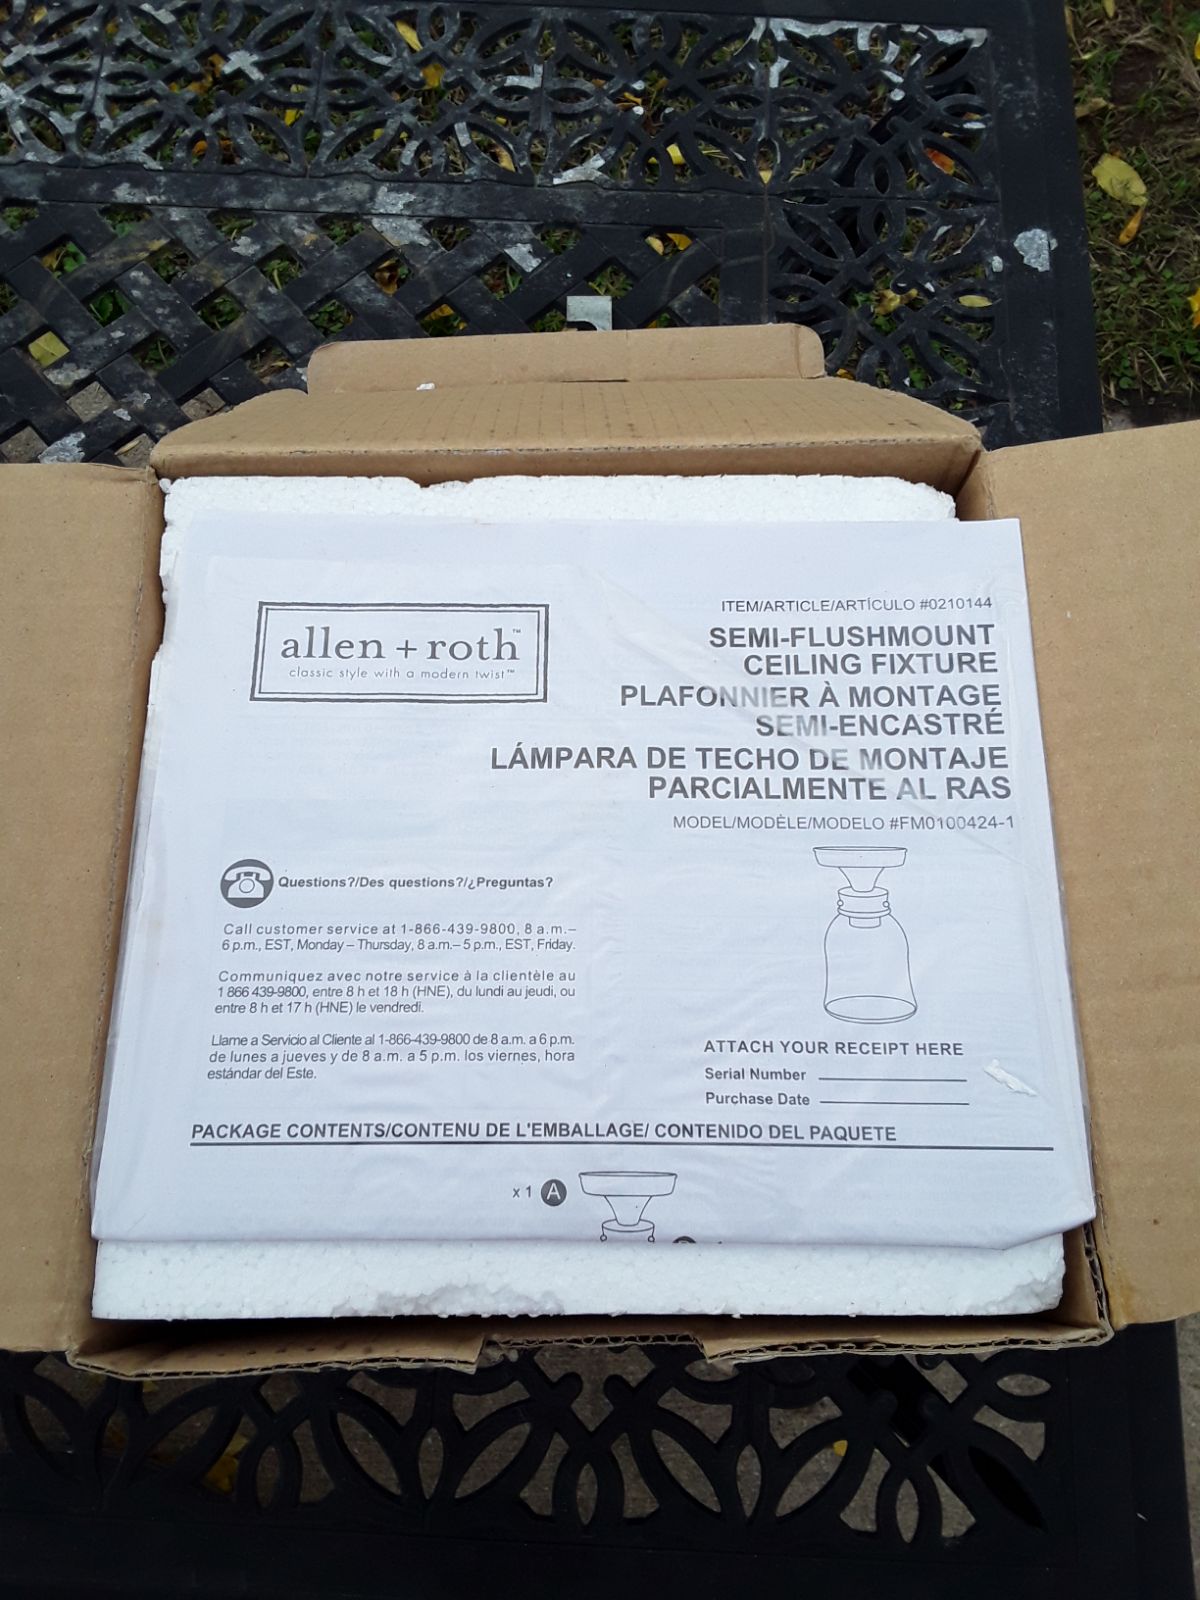 allen + roth™
classic style with a modern twist™
ITEM/ARTICLE/ARTÍCULO #0210144
SEMI-FLUSHMOUNT
CEILING FIXTURE
PLAFONNIER À MONTAGE
SEMI-ENCASTRÉ
LÁMPARA DE TECHO DE MONTAJE
PARCIALMENTE AL RAS
MODEL/MODÈLE/MODELO #FM0100424-1
Questions?/Des questions?/¿Preguntas?
Call customer service at 1-866-439-9800, 8 a.m.–
6 p.m., EST, Monday – Thursday, 8 a.m.– 5 p.m., EST, Friday.
Communiquez avec notre service à la clientèle au
1 866 439-9800, entre 8 h et 18 h (HNE), du lundi au jeudi, ou
entre 8 h et 17 h (HNE) le vendredi.
Llame a Servicio al Cliente al 1-866-439-9800 de 8 a.m. a 6 p.m.
de lunes a jueves y de 8 a.m. a 5 p.m. los viernes, hora
estándar del Este.
ATTACH YOUR RECEIPT HERE
Serial Number
Purchase Date
PACKAGE CONTENTS/CONTENU DE L'EMBALLAGE/ CONTENIDO DEL PAQUETE
x 1 A